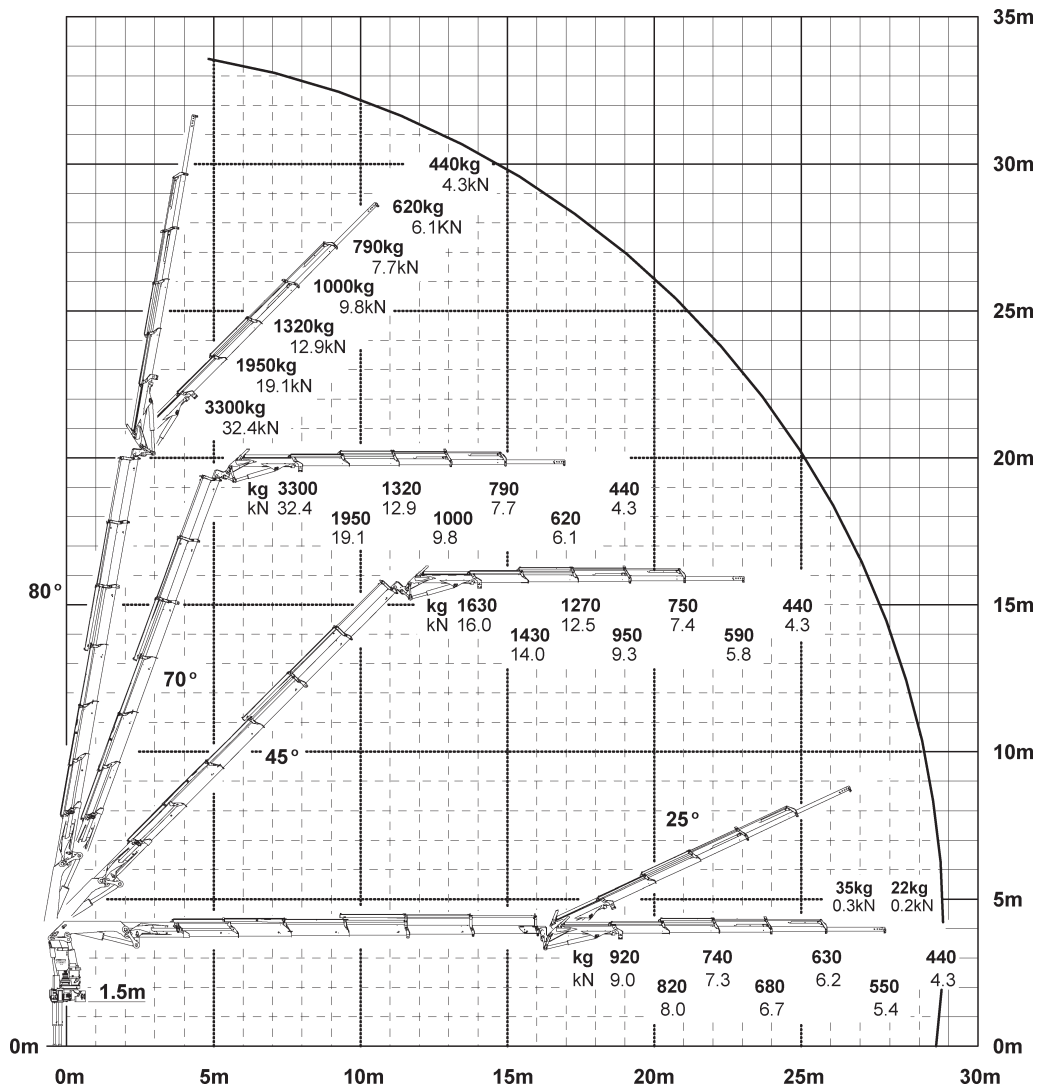 35m
440kg
4.3kN
30m
620kg
6.1KN
790kg
7.7kN
1000kg
9.8kN
25m
1320kg
12.9kN
1950kg
19.1kN
3300kg
32.4kN
20m
kg 3300 1320 790 440
kN 32.4 12.9 7.7 4.3
1950 1000 620
19.1 9.8 6.1
80°
15m
kg 1630 1270 750 440
kN 16.0 12.5 7.4 4.3
1430 950 590
14.0 9.3 5.8
70°
45°
10m
25°
35kg 22kg
0.3kN 0.2kN
5m
kg 920 740 630 440
kN 9.0 7.3 6.2 4.3
820 680 550
8.0 6.7 5.4
1.5m
0m 0m
0m 5m 10m 15m 20m 25m 30m